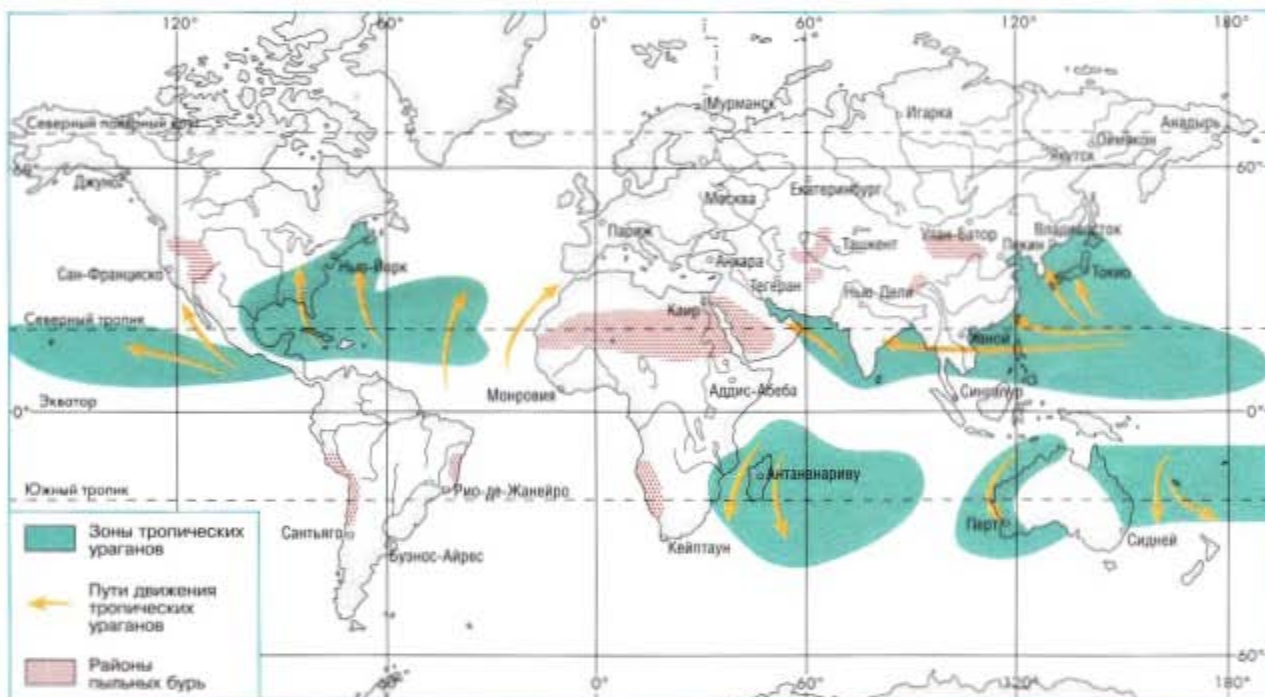 120° 60° 0° 60° 120° 180°
Мурманск
Игарка
Анадырь
Северный полярный круг
Оймякон
Якутск
60° 60°
Джуно
Екатеринбург
Москва
Париж
Ташкент
Улан-Батор
Владивосток
Пекин
Нью-Йорк
Анкара
Сан-Франциско
Токио
Тегеран
Нью-Дели
Каир
Северный тропик
Ханой
Монровия
Аддис-Абеба
Сингапур
Экватор
0° 0°
Антананариву
Южный тропик
Рио-де-Жанейро
Перт
Сантьяго
Сидней
Буэнос-Айрес
Кейптаун
Зоны тропических
ураганов
Пути движения
тропических
ураганов
Районы
пыльных бурь
60°
0° 60° 120° 180°